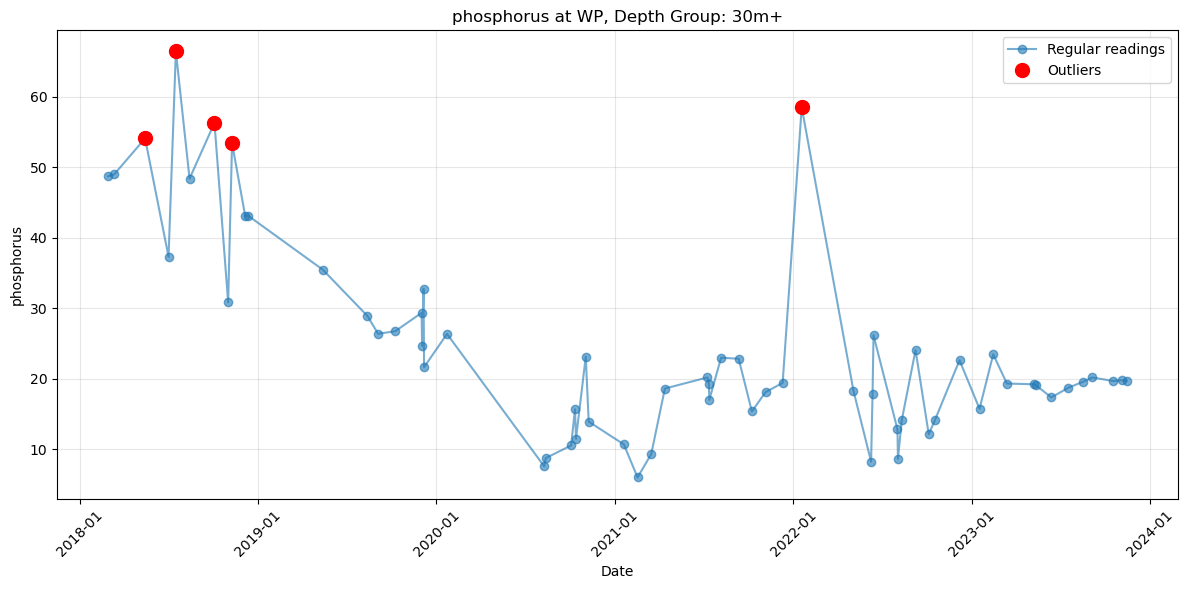 phosphorus at WP, Depth Group: 30m+
Regular readings
Outliers
phosphorus
60
50
40
30
20
10
2018-01
2019-01
2020-01
2021-01
2022-01
2023-01
2024-01
Date